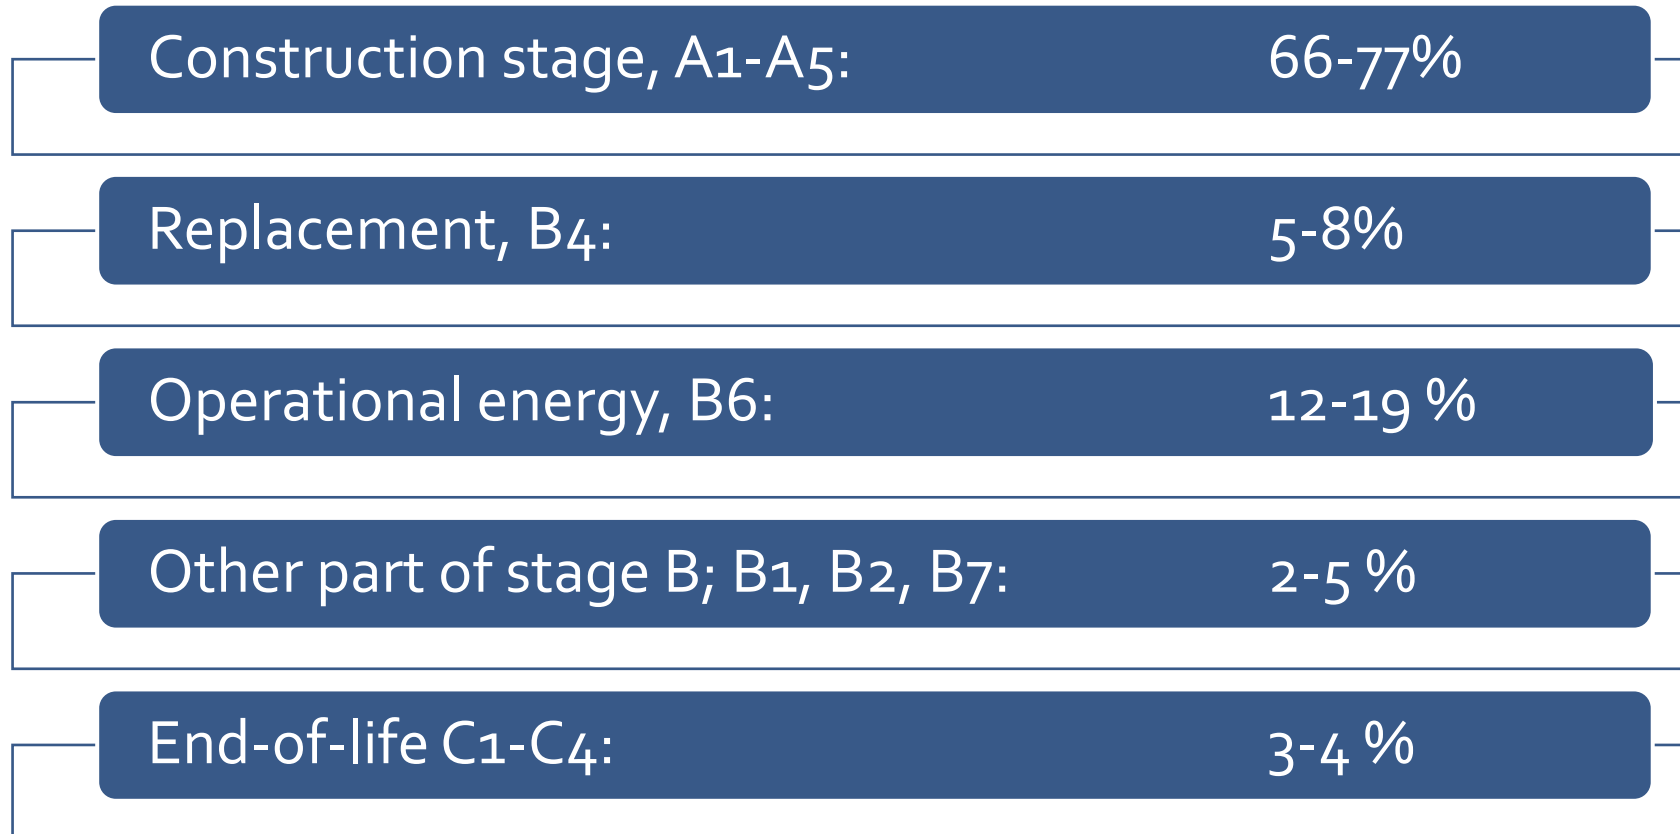 Construction stage, A1-A5: 66-77%
Replacement, B4: 5-8%
Operational energy, B6: 12-19 %
Other part of stage B; B1, B2, B7: 2-5 %
End-of-life C1-C4: 3-4 %